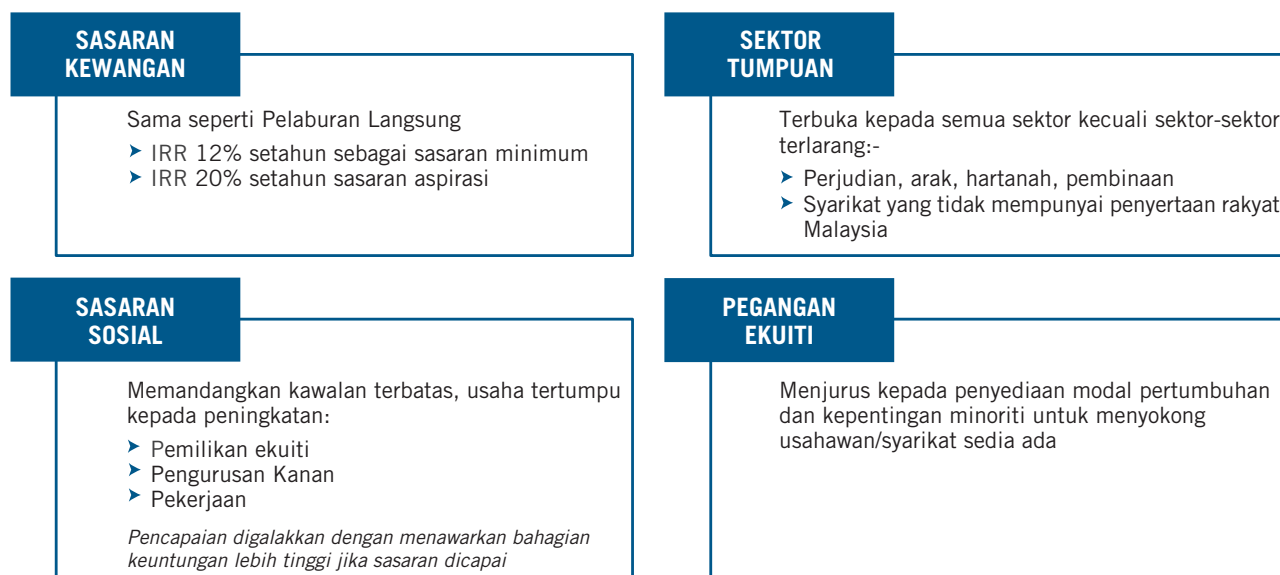 SASARAN
KEWANGAN
Sama seperti Pelaburan Langsung
➤ IRR 12% setahun sebagai sasaran minimum
➤ IRR 20% setahun sasaran aspirasi
SEKTOR
TUMPUAN
Terbuka kepada semua sektor kecuali sektor-sektor
terlarang:-
➤ Perjudian, arak, hartanah, pembinaan
➤ Syarikat yang tidak mempunyai penyertaan rakyat
Malaysia
SASARAN
SOSIAL
Memandangkan kawalan terbatas, usaha tertumpu
kepada peningkatan:
➤ Pemilikan ekuiti
➤ Pengurusan Kanan
➤ Pekerjaan
Pencapaian digalakkan dengan menawarkan bahagian
keuntungan lebih tinggi jika sasaran dicapai
PEGANGAN
EKUITI
Menjurus kepada penyediaan modal pertumbuhan
dan kepentingan minoriti untuk menyokong
usahawan/syarikat sedia ada